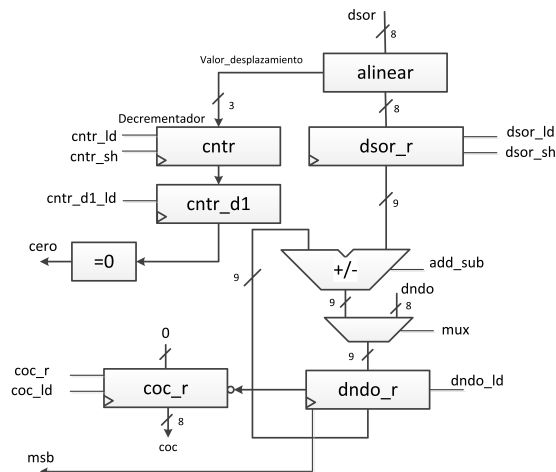 dsor
8
alinear
Valor_desplazamiento
3
8
Decrementador
cntr_ld
cntr_sh
cntr
dsor_r
dsor_ld
dsor_sh
cntr_d1_ld
cntr_d1
9
cero
=0
+/-
add_sub
9
9
dndo
8
mux
0
9
coc_r
coc_ld
coc_r
dndo_r
dndo_ld
8
coc
msb